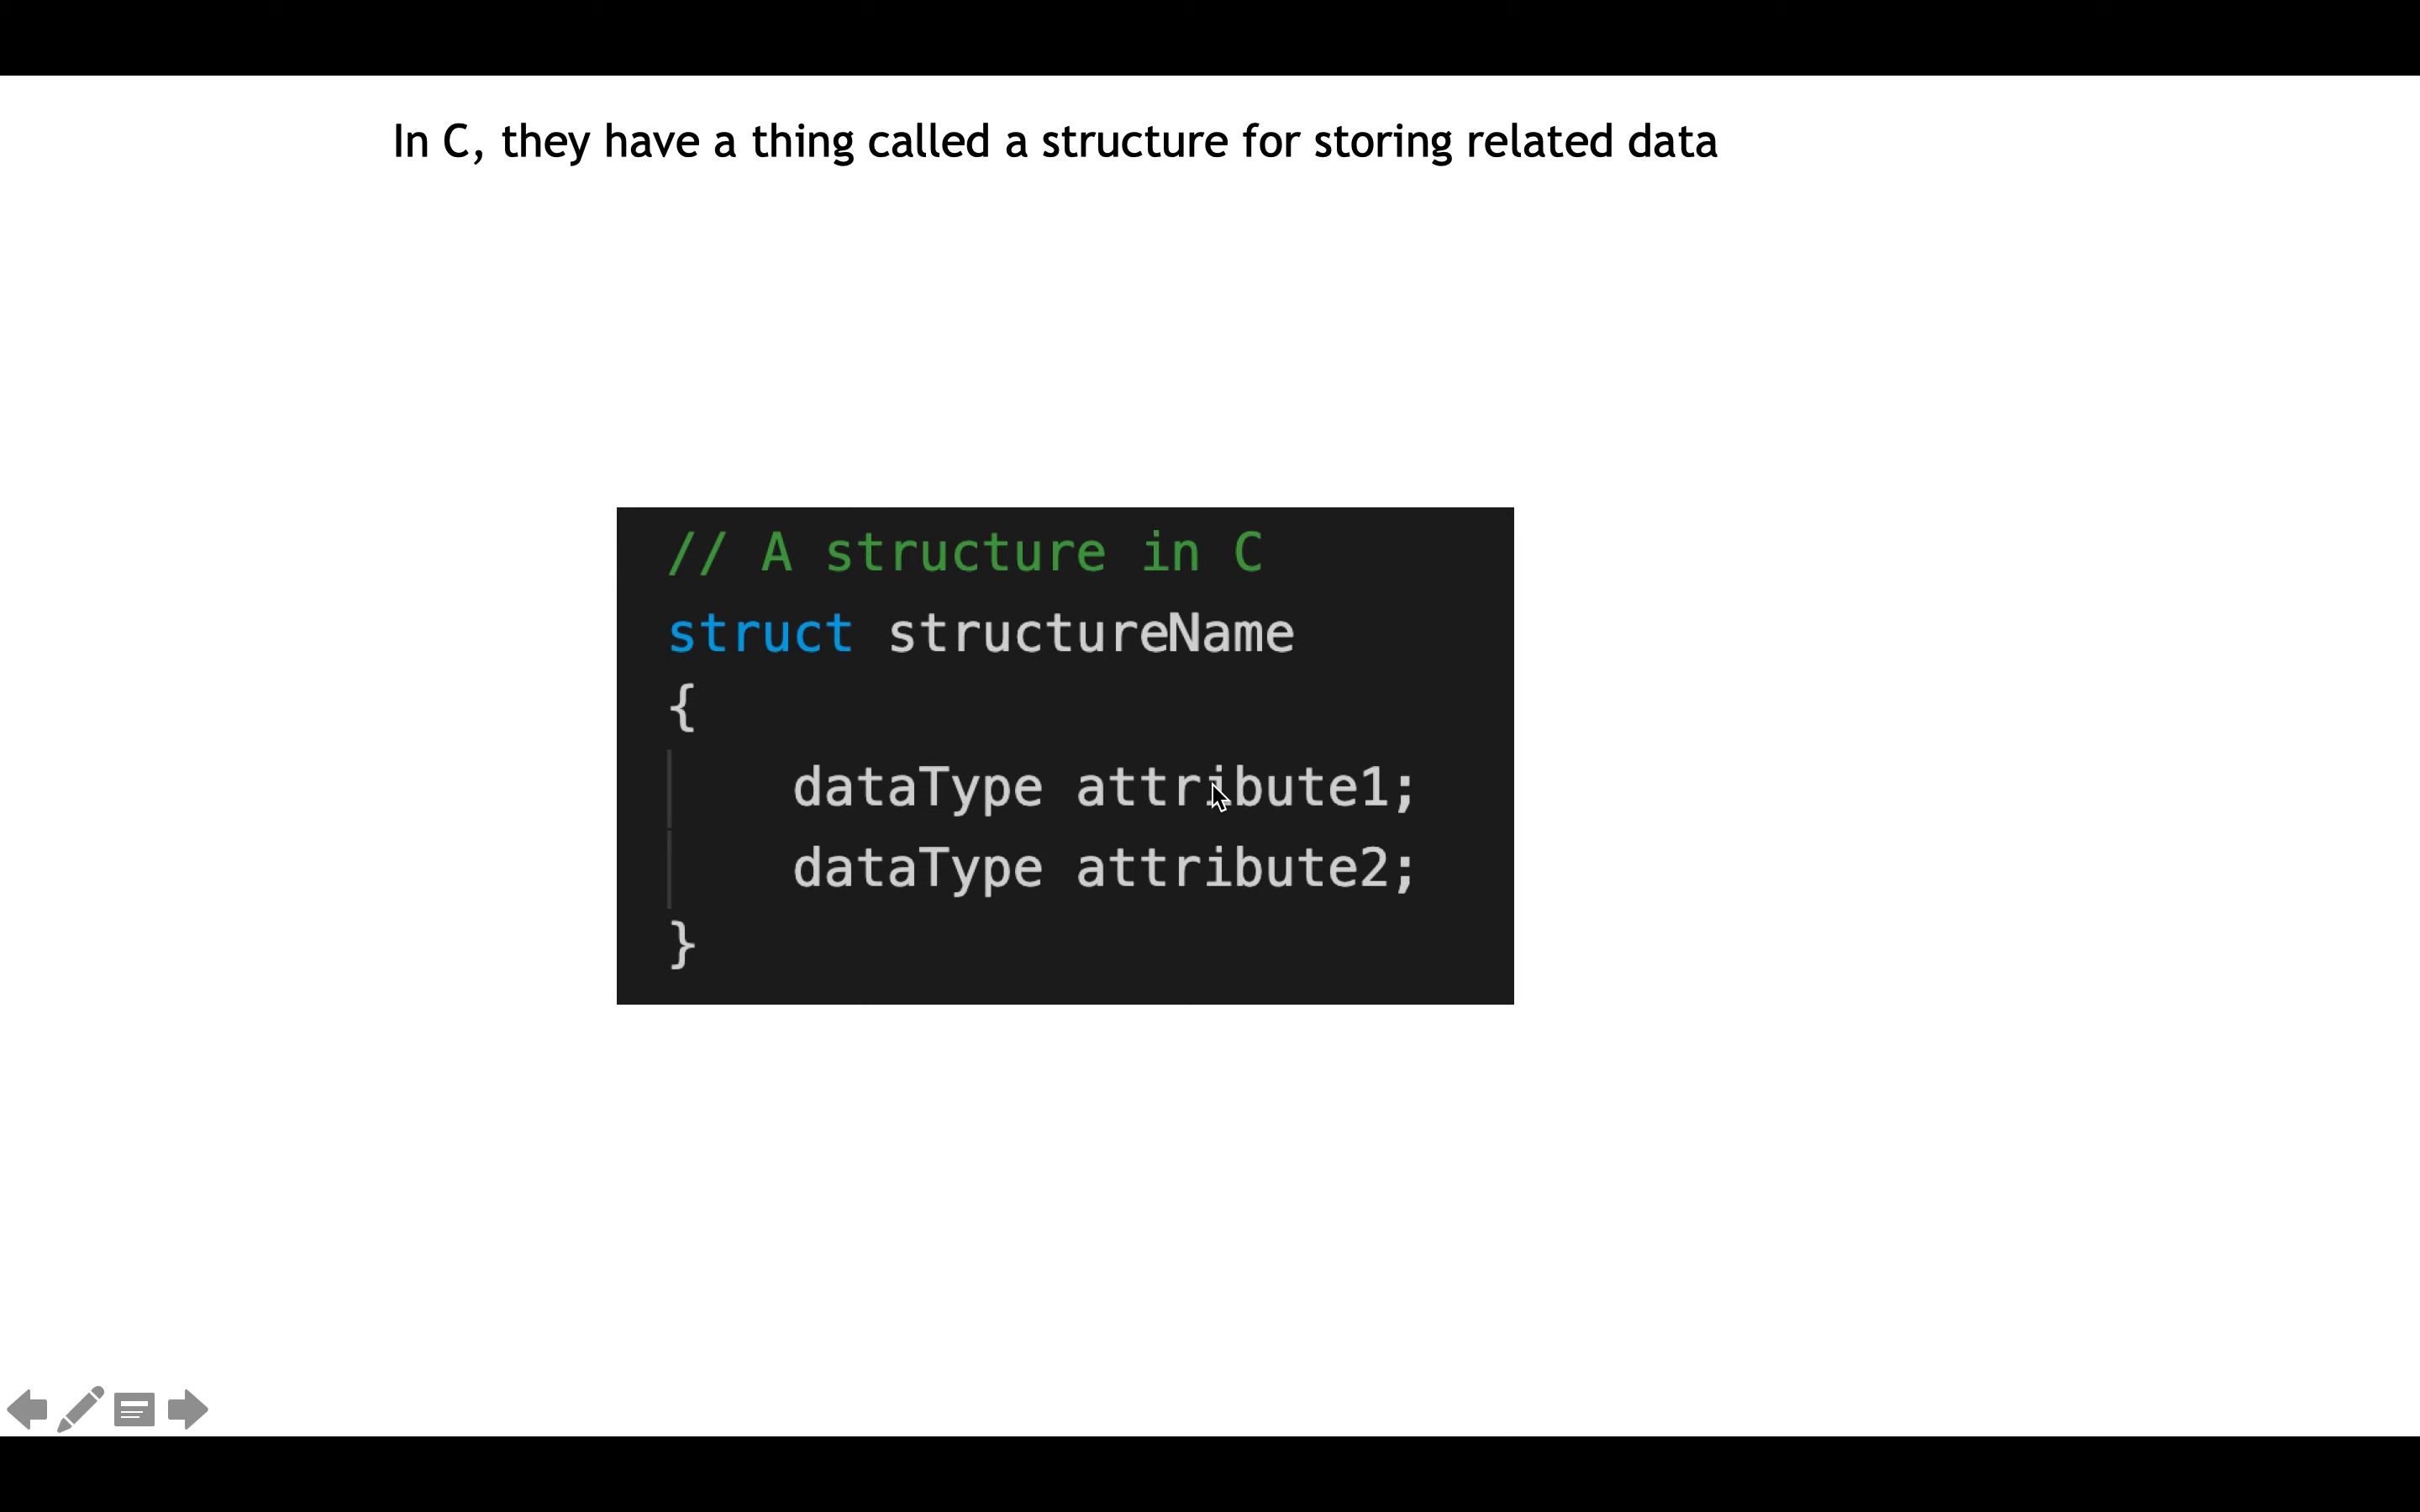 In C, they have a thing called a structure for storing related data
// A structure in C
struct structureName
{
dataType attribute1;
dataType attribute2;
}